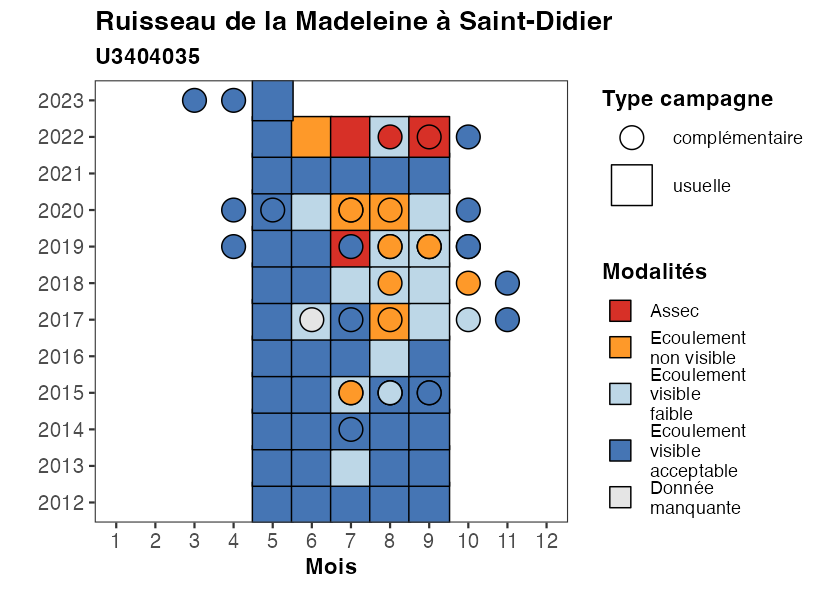 Ruisseau de la Madeleine à Saint-Didier
U3404035
2023
2022
2021
2020
2019
2018
2017
2016
2015
2014
2013
2012
1 2 3 4 5 6 7 8 9 10 11 12
Mois
Type campagne
complémentaire
usuelle
Modalités
Assec
Ecoulement
non visible
Ecoulement
visible
faible
Ecoulement
visible
acceptable
Donnée
manquante